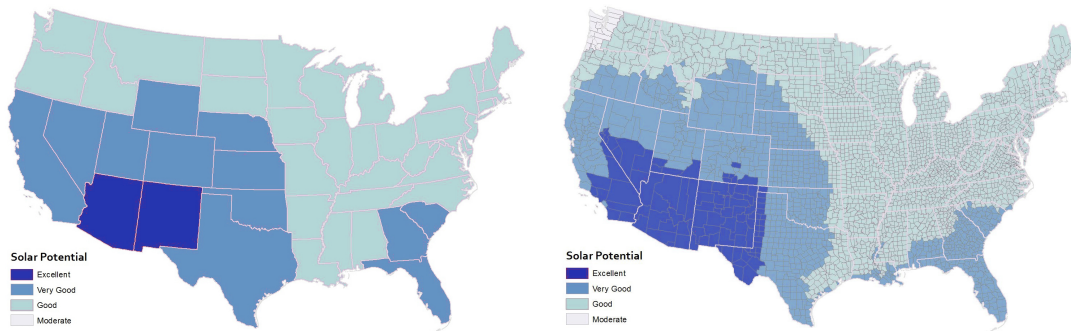 Solar Potential
Excellent
Very Good
Good
Moderate
Solar Potential
Excellent
Very Good
Good
Moderate